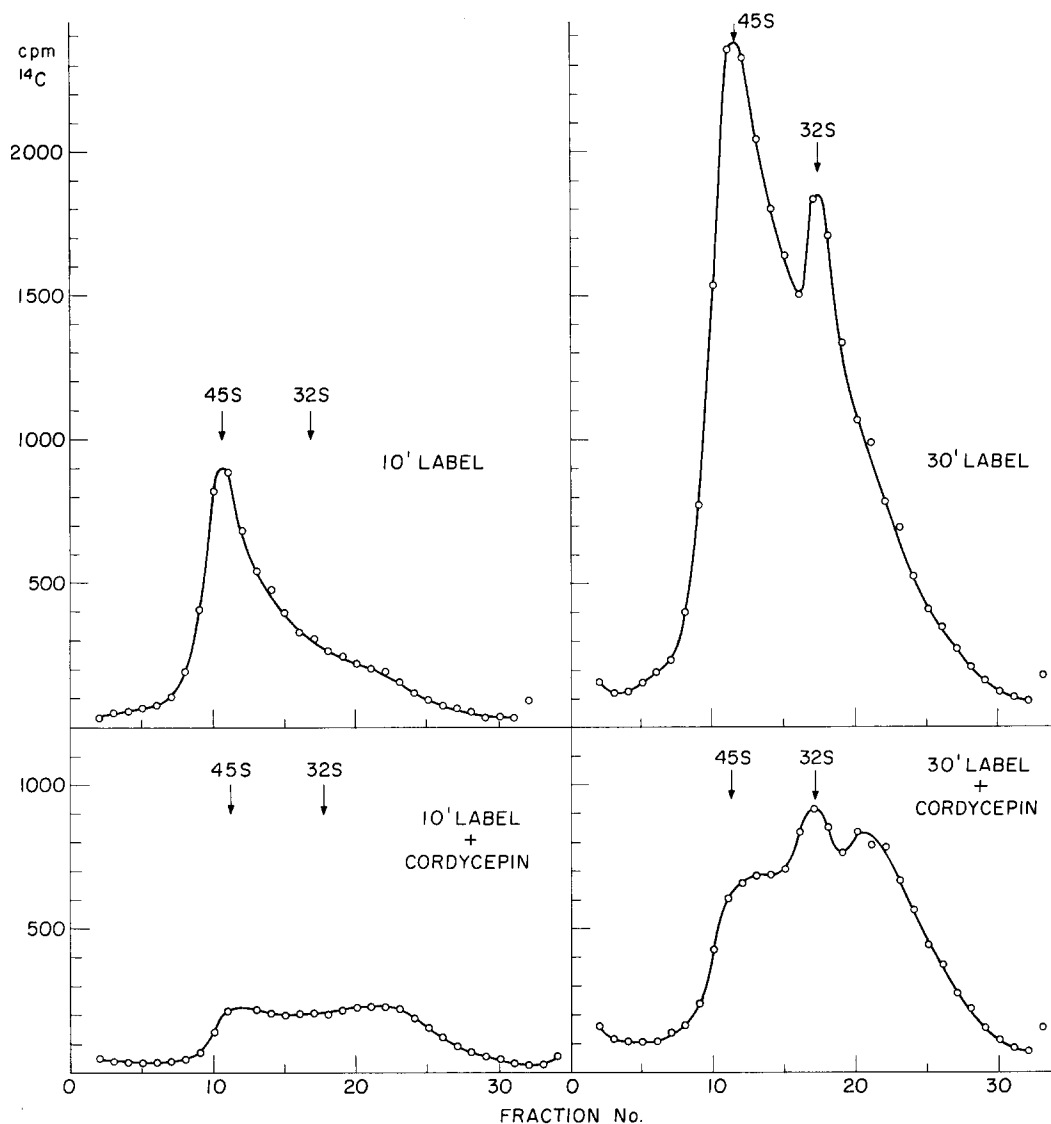 cpm
¹⁴C
2000
1500
1000
500
45S
32S
10' LABEL
45S
32S
30' LABEL
1000
500
45S
32S
10' LABEL
+
CORDYCEPIN
45S
32S
30' LABEL
+
CORDYCEPIN
0
10
20
30
0
10
20
30
FRACTION No.